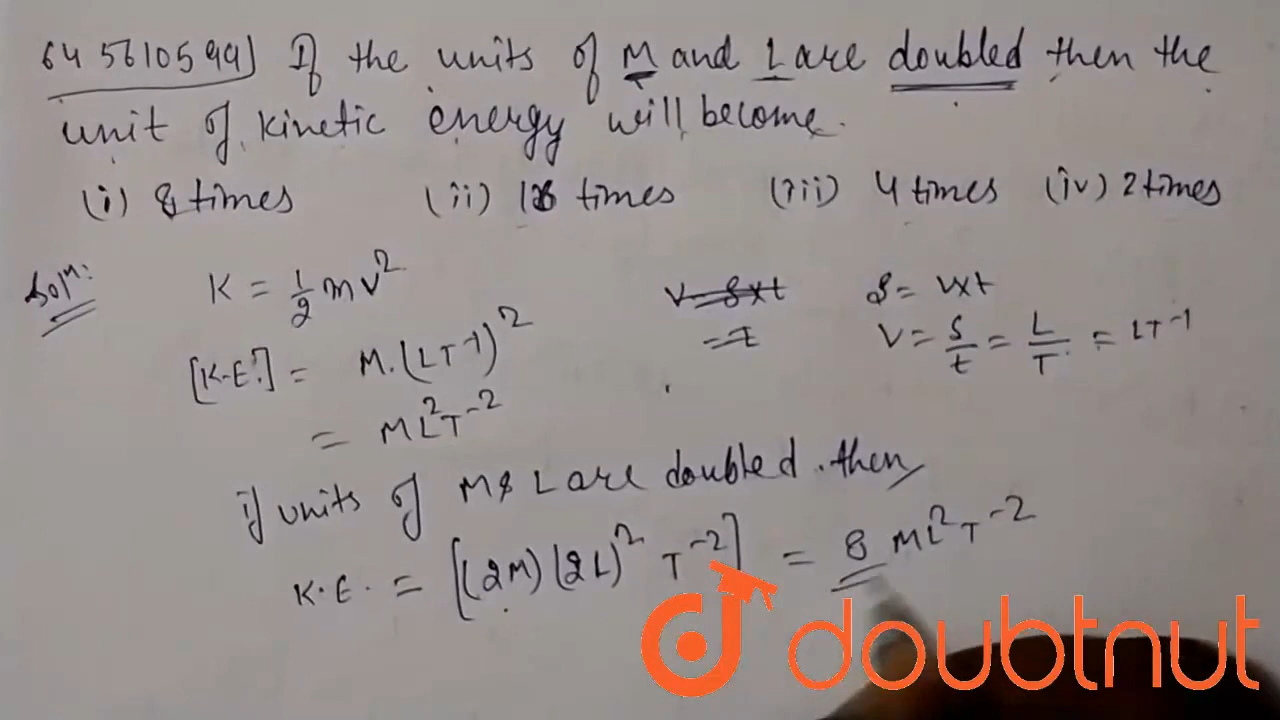 645610599) If the units of M and L are doubled then the
unit of kinetic energy will become.
(i) 8 times (ii) 16 times (iii) 4 times (iv) 2 times
Solⁿ:
K = 1/2 mv²
[K.E.] = M.(LT⁻¹)²
= ML²T⁻²
v = s×t
= I
S = v×t
V = S/t = L/T = LT⁻¹
if units of M & L are doubled. then
K.E. = [(2M)(2L)² T⁻²] = 8 ML²T⁻²
doubtnut